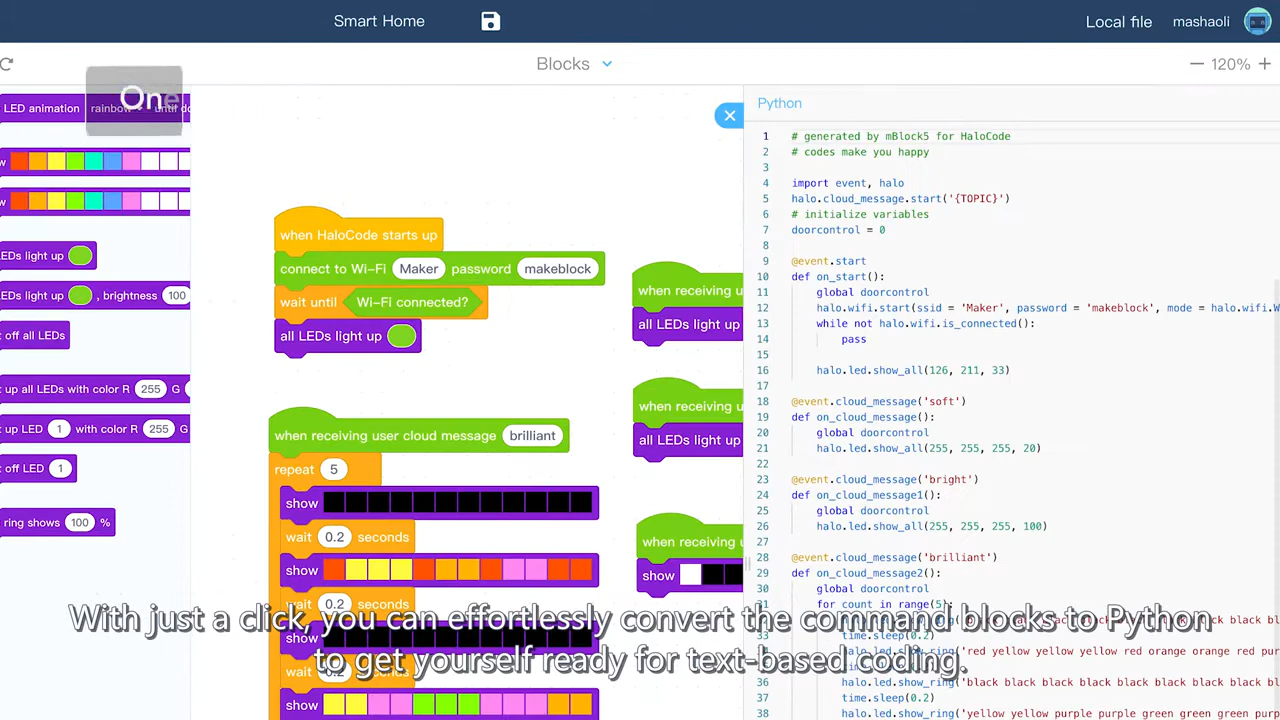 Smart Home
Local file
mashaoli
Blocks
120%
One
LED animation rainbow
LEDs light up
LEDs light up , brightness 100
off all LEDs
up all LEDs with color R 255 G
up LED 1 with color R 255 G
off LED 1
ring shows 100 %
when HaloCode starts up
connect to Wi-Fi Maker password makeblock
wait until Wi-Fi connected?
all LEDs light up
when receiving user cloud message brilliant
repeat 5
show
wait 0.2 seconds
show
wait 0.2 seconds
show
wait 0.2 seconds
show
when receiving
all LEDs light up
when receiving
all LEDs light up
when receiving
show
Python
1 # generated by mBlock5 for HaloCode
2 # codes make you happy
3
4 import event, halo
5 halo.cloud_message.start('{TOPIC}')
6 # initialize variables
7 doorcontrol = 0
8
9 @event.start
10 def on_start():
11 global doorcontrol
12 halo.wifi.start(ssid = 'Maker', password = 'makeblock', mode = halo.wifi.W
13 while not halo.wifi.is_connected():
14 pass
15
16 halo.led.show_all(126, 211, 33)
17
18 @event.cloud_message('soft')
19 def on_cloud_message():
20 global doorcontrol
21 halo.led.show_all(255, 255, 255, 20)
22
23 @event.cloud_message('bright')
24 def on_cloud_message1():
25 global doorcontrol
26 halo.led.show_all(255, 255, 255, 100)
27
28 @event.cloud_message('brilliant')
29 def on_cloud_message2():
30 global doorcontrol
31 for count in range(5):
black bl
33 time.sleep(0.2)
'red yellow yellow yellow red orange orange red pur
36 halo.led.show_ring('black black black black black black black black black bl
37 time.sleep(0.2)
38 halo.led.show_ring('yellow yellow purple purple green green green purp
With just a click, you can effortlessly convert the command blocks to Python
to get yourself ready for text-based coding.